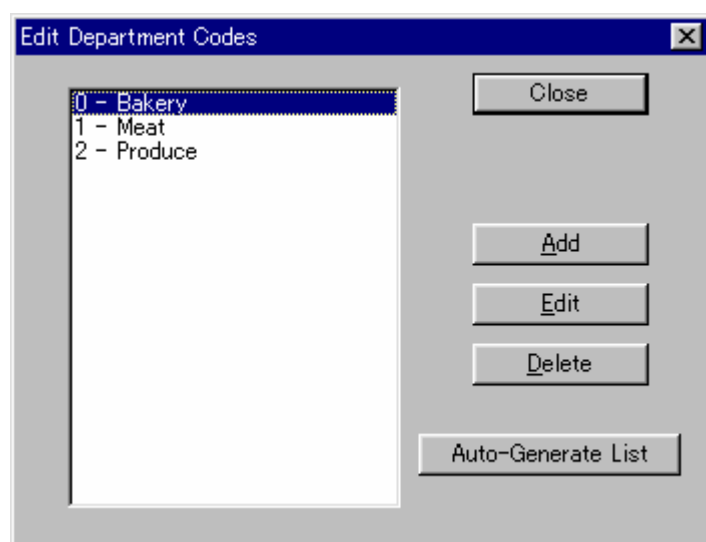 Edit Department Codes
0 - Bakery
1 - Meat
2 - Produce
Close
Add
Edit
Delete
Auto-Generate List